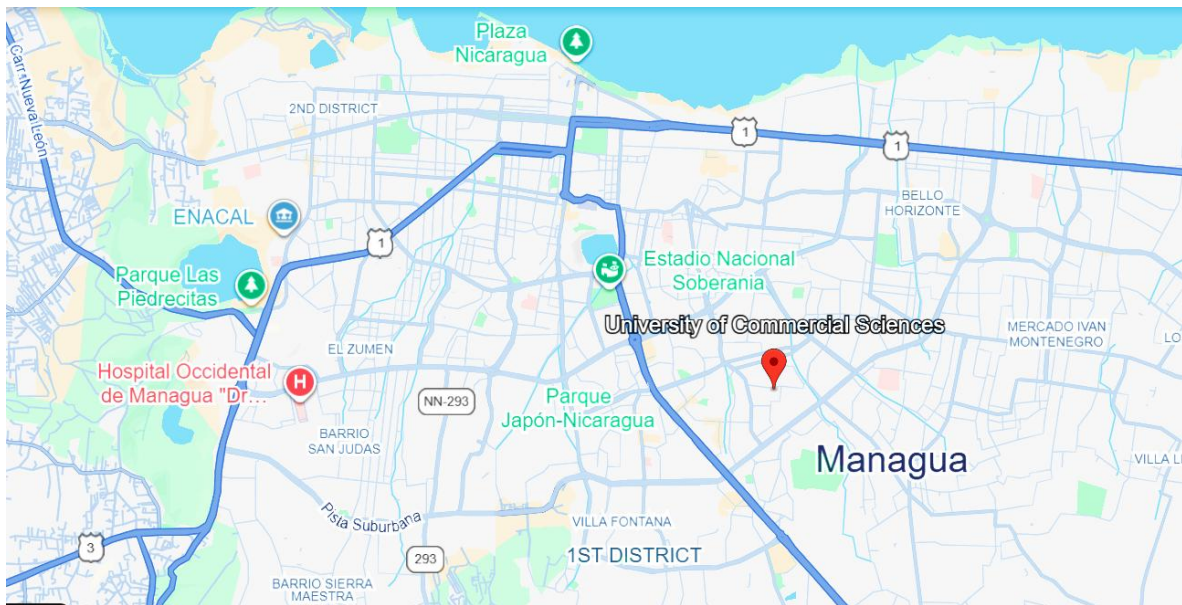 Plaza
Nicaragua
Carr. Nueva León
2ND DISTRICT
1
1
BELLO
HORIZONTE
ENACAL
1
Estadio Nacional
Soberania
Parque Las
Piedrecitas
University of Commercial Sciences
MERCADO IVAN
MONTENEGRO
EL ZUMEN
Hospital Occidental
de Managua "Dr...
H
NN-293
Parque
Japón-Nicaragua
BARRIO
SAN JUDAS
Managua
Pista Suburbana
VILLA FONTANA
3
293
1ST DISTRICT
BARRIO SIERRA
MAESTRA